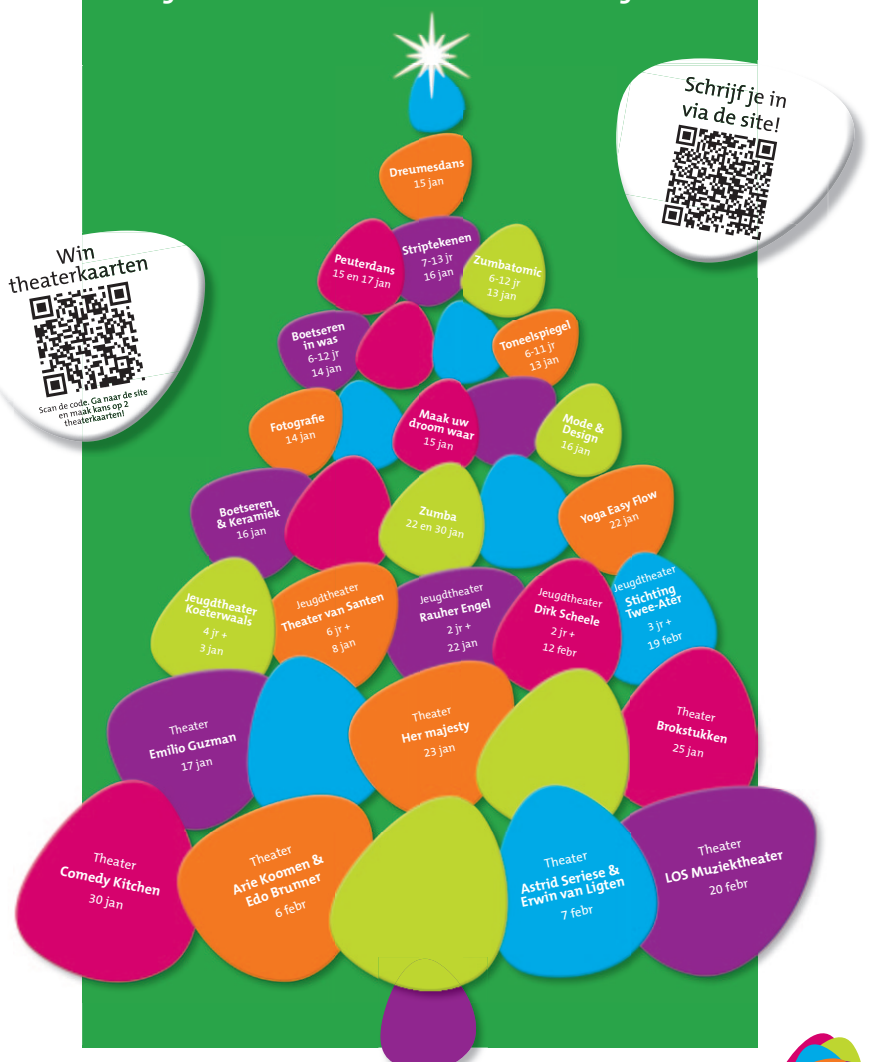 Schrijf je in
via de site!
Dreumesdans
15 jan
Win
theaterkaarten
Scan de code. Ga naar de site
en maak kans op 2
theaterkaarten!
Peuterdans
15 en 17 jan
Striptekenen
7-13 jr
16 jan
Zumbatomic
6-12 jr
13 jan
Boetseren
in was
6-12 jr
14 jan
Toneelspiegel
6-11 jr
13 jan
Fotografie
14 jan
Maak uw
droom waar
15 jan
Mode &
Design
16 jan
Boetseren
& Keramiek
16 jan
Zumba
22 en 30 jan
Yoga Easy Flow
22 jan
Jeugdtheater
Koeterwaals
4 jr +
3 jan
Jeugdtheater
Theater van Santen
6 jr +
8 jan
Jeugdtheater
Rauher Engel
2 jr +
22 jan
Jeugdtheater
Dirk Scheele
2 jr +
12 febr
Jeugdtheater
Stichting
Twee-Ater
3 jr +
19 febr
Theater
Emilio Guzman
17 jan
Theater
Her majesty
23 jan
Theater
Brokstukken
25 jan
Theater
Comedy Kitchen
30 jan
Theater
Arie Koomen &
Edo Brunner
6 febr
Theater
Astrid Seriese &
Erwin van Ligten
7 febr
Theater
LOS Muziektheater
20 febr